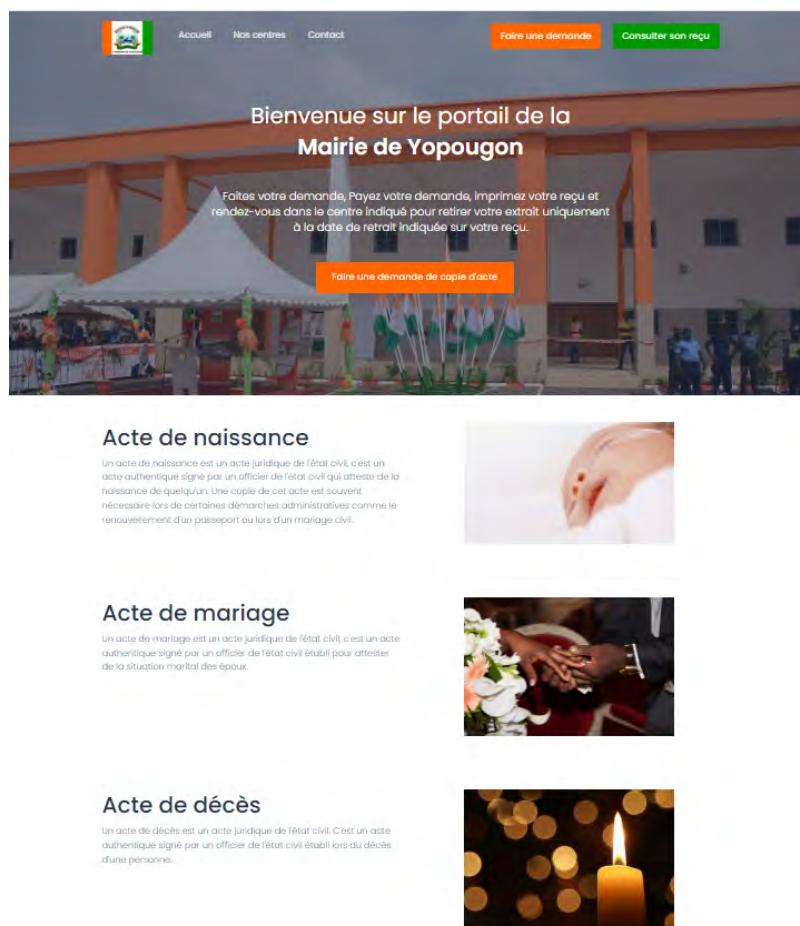 Accueil Nos centres Contact Faire une demande Consulter son reçu
Bienvenue sur le portail de la
Mairie de Yopougon
Faites votre demande, Payez votre demande, imprimez votre reçu et
rendez-vous dans le centre indiqué pour retirer votre extrait uniquement
à la date de retrait indiquée sur votre reçu.
Faire une demande de copie d'acte
Acte de naissance
Un acte de naissance est un acte juridique de l'état civil, c'est un
acte authentique signé par un officier de l'état civil qui atteste de la
naissance de quelqu'un. Une copie de cet acte est souvent
nécessaire lors de certaines démarches administratives comme le
renouvellement d'un passeport ou lors d'un mariage civil.
Acte de mariage
Un acte de mariage est un acte juridique de l'état civil, c'est un acte
authentique signé par un officier de l'état civil établi pour attester
de la situation marital des époux.
Acte de décès
Un acte de décès est un acte juridique de l'état civil. C'est un acte
authentique signé par un officier de l'état civil établi lors du décès
d'une personne.